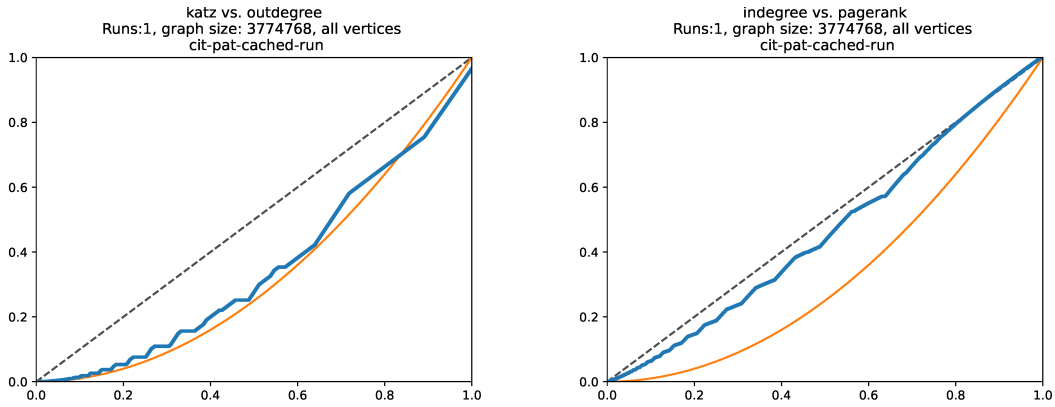 katz vs. outdegree
Runs:1, graph size: 3774768, all vertices
cit-pat-cached-run
1.0
0.8
0.6
0.4
0.2
0.0
0.0 0.2 0.4 0.6 0.8 1.0
indegree vs. pagerank
Runs:1, graph size: 3774768, all vertices
cit-pat-cached-run
1.0
0.8
0.6
0.4
0.2
0.0
0.0 0.2 0.4 0.6 0.8 1.0